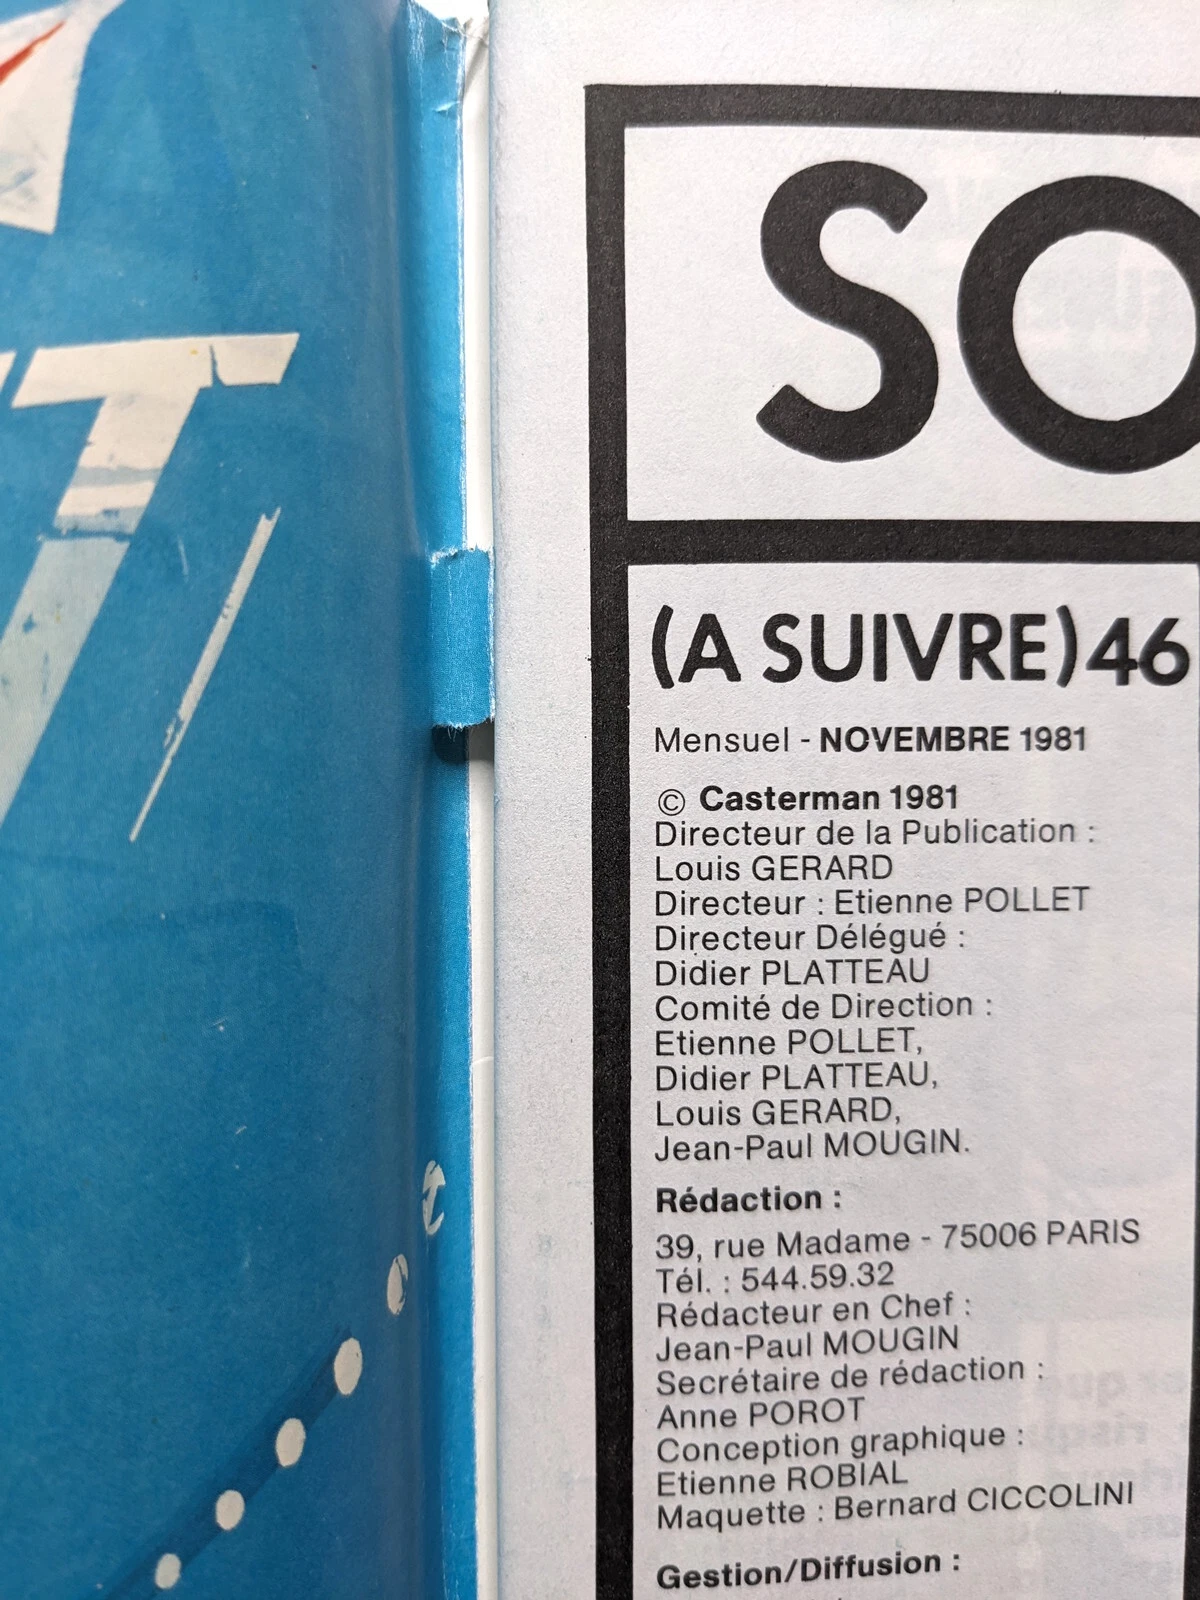 SO
(A SUIVRE) 46
Mensuel - NOVEMBRE 1981
© Casterman 1981
Directeur de la Publication :
Louis GERARD
Directeur : Etienne POLLET
Directeur Délégué :
Didier PLATTEAU
Comité de Direction :
Etienne POLLET,
Didier PLATTEAU,
Louis GERARD,
Jean-Paul MOUGIN.
Rédaction :
39, rue Madame - 75006 PARIS
Tél. : 544.59.32
Rédacteur en Chef :
Jean-Paul MOUGIN
Secrétaire de rédaction :
Anne POROT
Conception graphique :
Etienne ROBIAL
Maquette : Bernard CICCOLINI
Gestion/Diffusion :